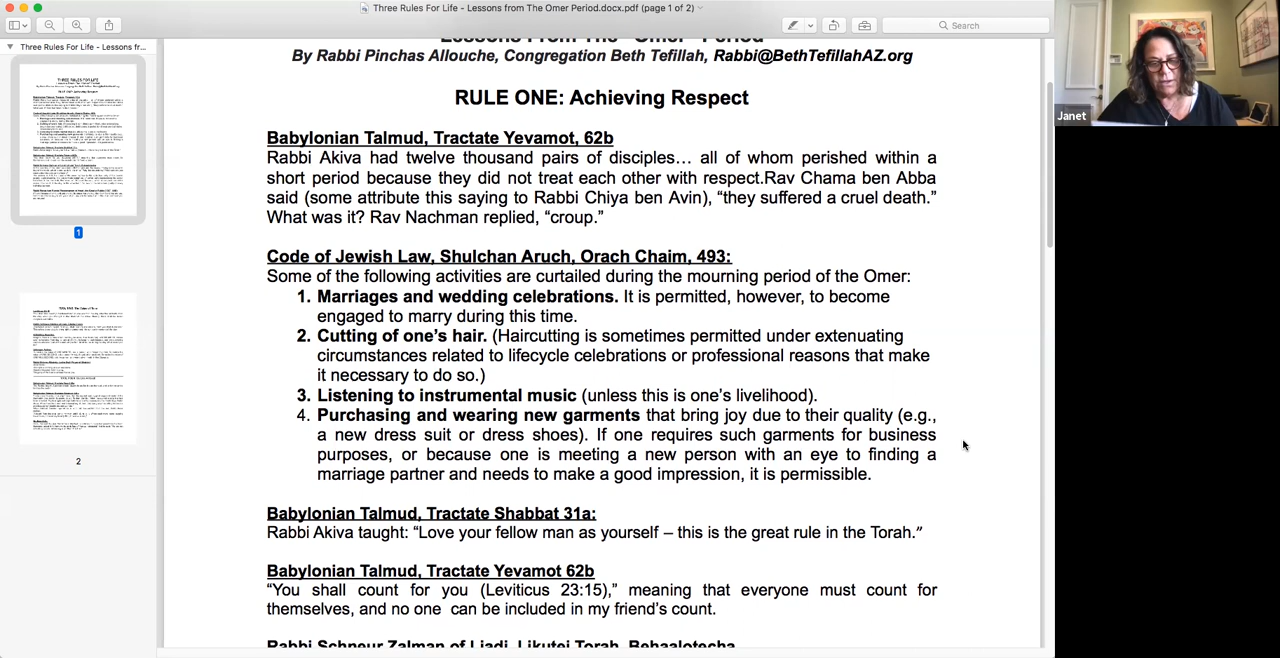 Three Rules For Life - Lessons from The Omer Period.docx.pdf (page 1 of 2)
Search
Three Rules For Life - Lessons fr...
1
2
Lessons From The "Omer" Period
By Rabbi Pinchas Allouche, Congregation Beth Tefillah, Rabbi@BethTefillahAZ.org
RULE ONE: Achieving Respect
Babylonian Talmud, Tractate Yevamot, 62b
Rabbi Akiva had twelve thousand pairs of disciples... all of whom perished within a
short period because they did not treat each other with respect.Rav Chama ben Abba
said (some attribute this saying to Rabbi Chiya ben Avin), “they suffered a cruel death.”
What was it? Rav Nachman replied, “croup.”
Code of Jewish Law, Shulchan Aruch, Orach Chaim, 493:
Some of the following activities are curtailed during the mourning period of the Omer:
1. Marriages and wedding celebrations. It is permitted, however, to become
engaged to marry during this time.
2. Cutting of one’s hair. (Haircutting is sometimes permitted under extenuating
circumstances related to lifecycle celebrations or professional reasons that make
it necessary to do so.)
3. Listening to instrumental music (unless this is one’s livelihood).
4. Purchasing and wearing new garments that bring joy due to their quality (e.g.,
a new dress suit or dress shoes). If one requires such garments for business
purposes, or because one is meeting a new person with an eye to finding a
marriage partner and needs to make a good impression, it is permissible.
Babylonian Talmud, Tractate Shabbat 31a:
Rabbi Akiva taught: “Love your fellow man as yourself – this is the great rule in the Torah.”
Babylonian Talmud, Tractate Yevamot 62b
“You shall count for you (Leviticus 23:15),” meaning that everyone must count for
themselves, and no one can be included in my friend’s count.
Rabbi Schneur Zalman of Liadi, Likutei Torah, Behaalotecha
Janet